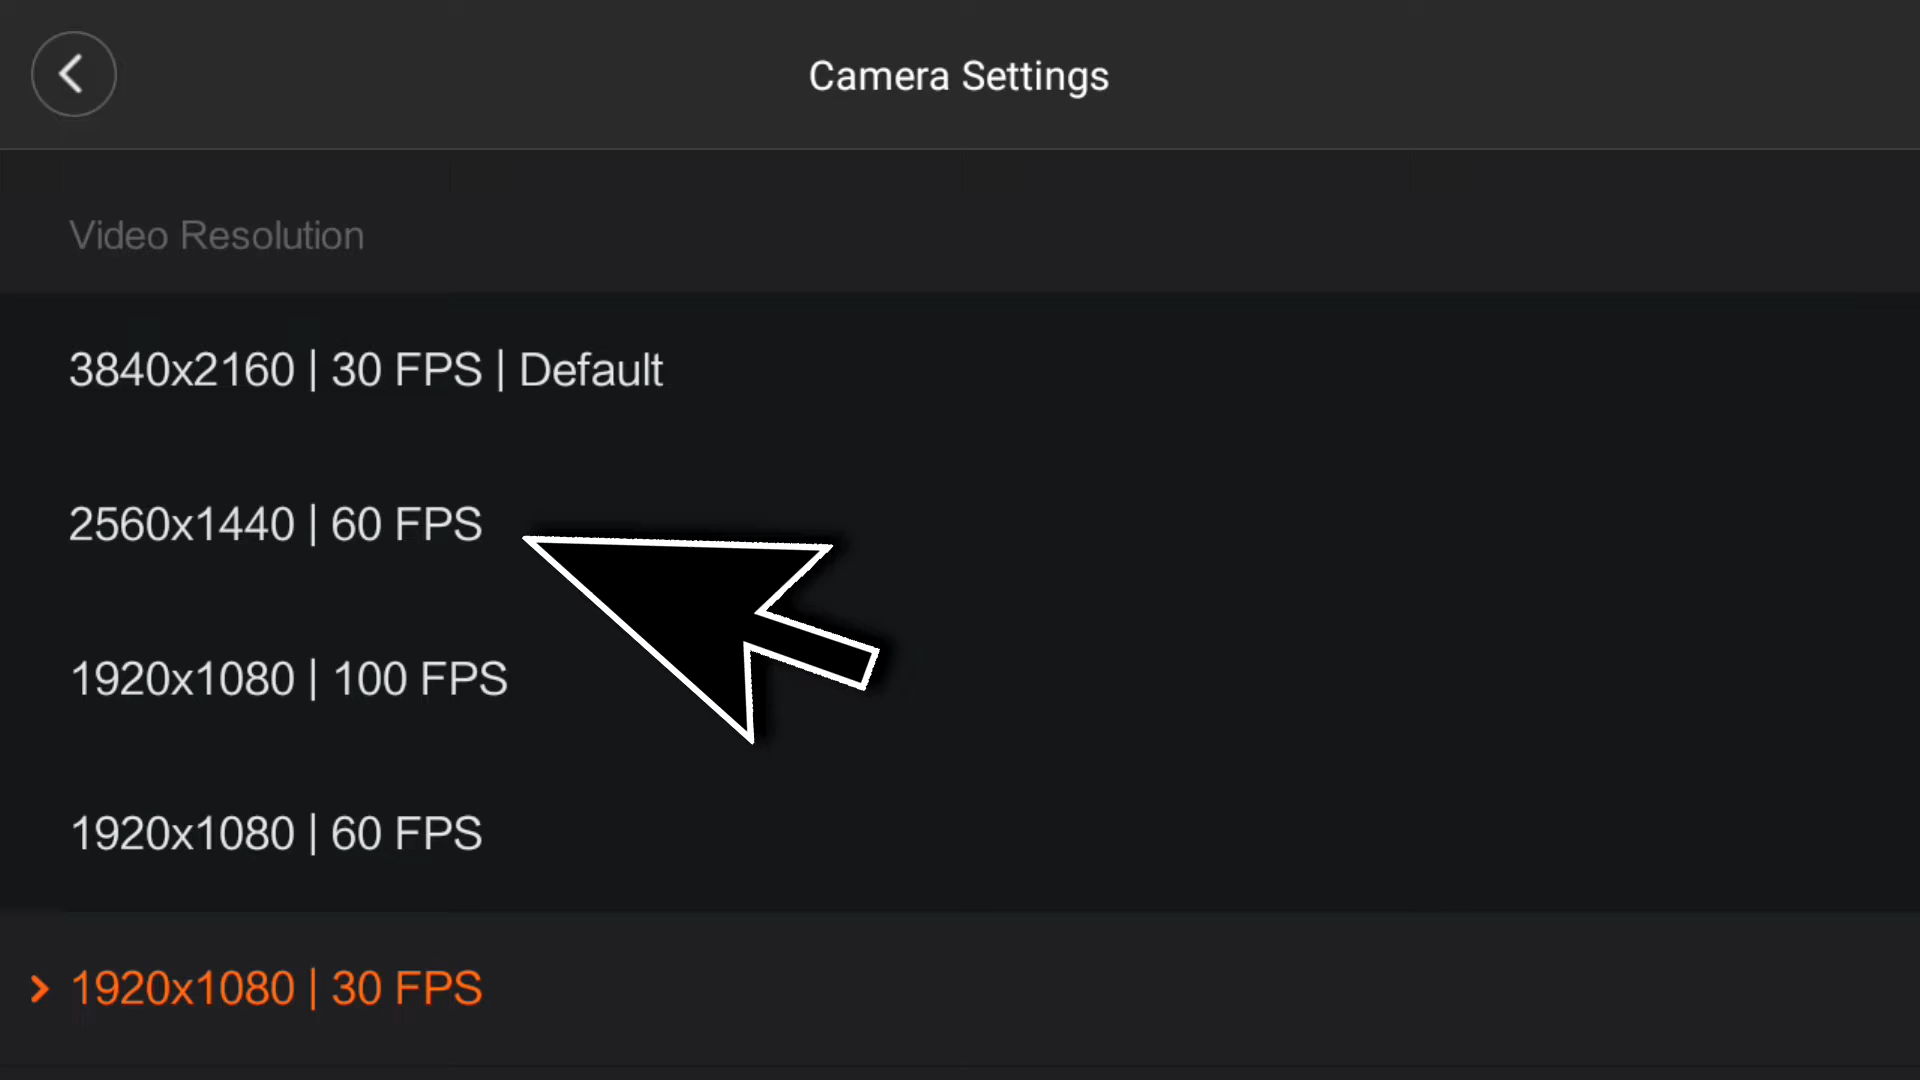 Camera Settings
Video Resolution
3840x2160 | 30 FPS | Default
2560x1440 | 60 FPS
1920x1080 | 100 FPS
1920x1080 | 60 FPS
1920x1080 | 30 FPS